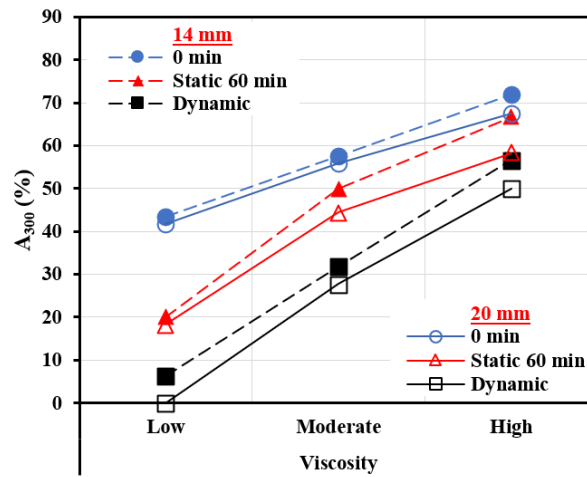 90
80
70
60
50
40
30
20
10
0
A300 (%)
14 mm
0 min
Static 60 min
Dynamic
20 mm
0 min
Static 60 min
Dynamic
Low Moderate High
Viscosity